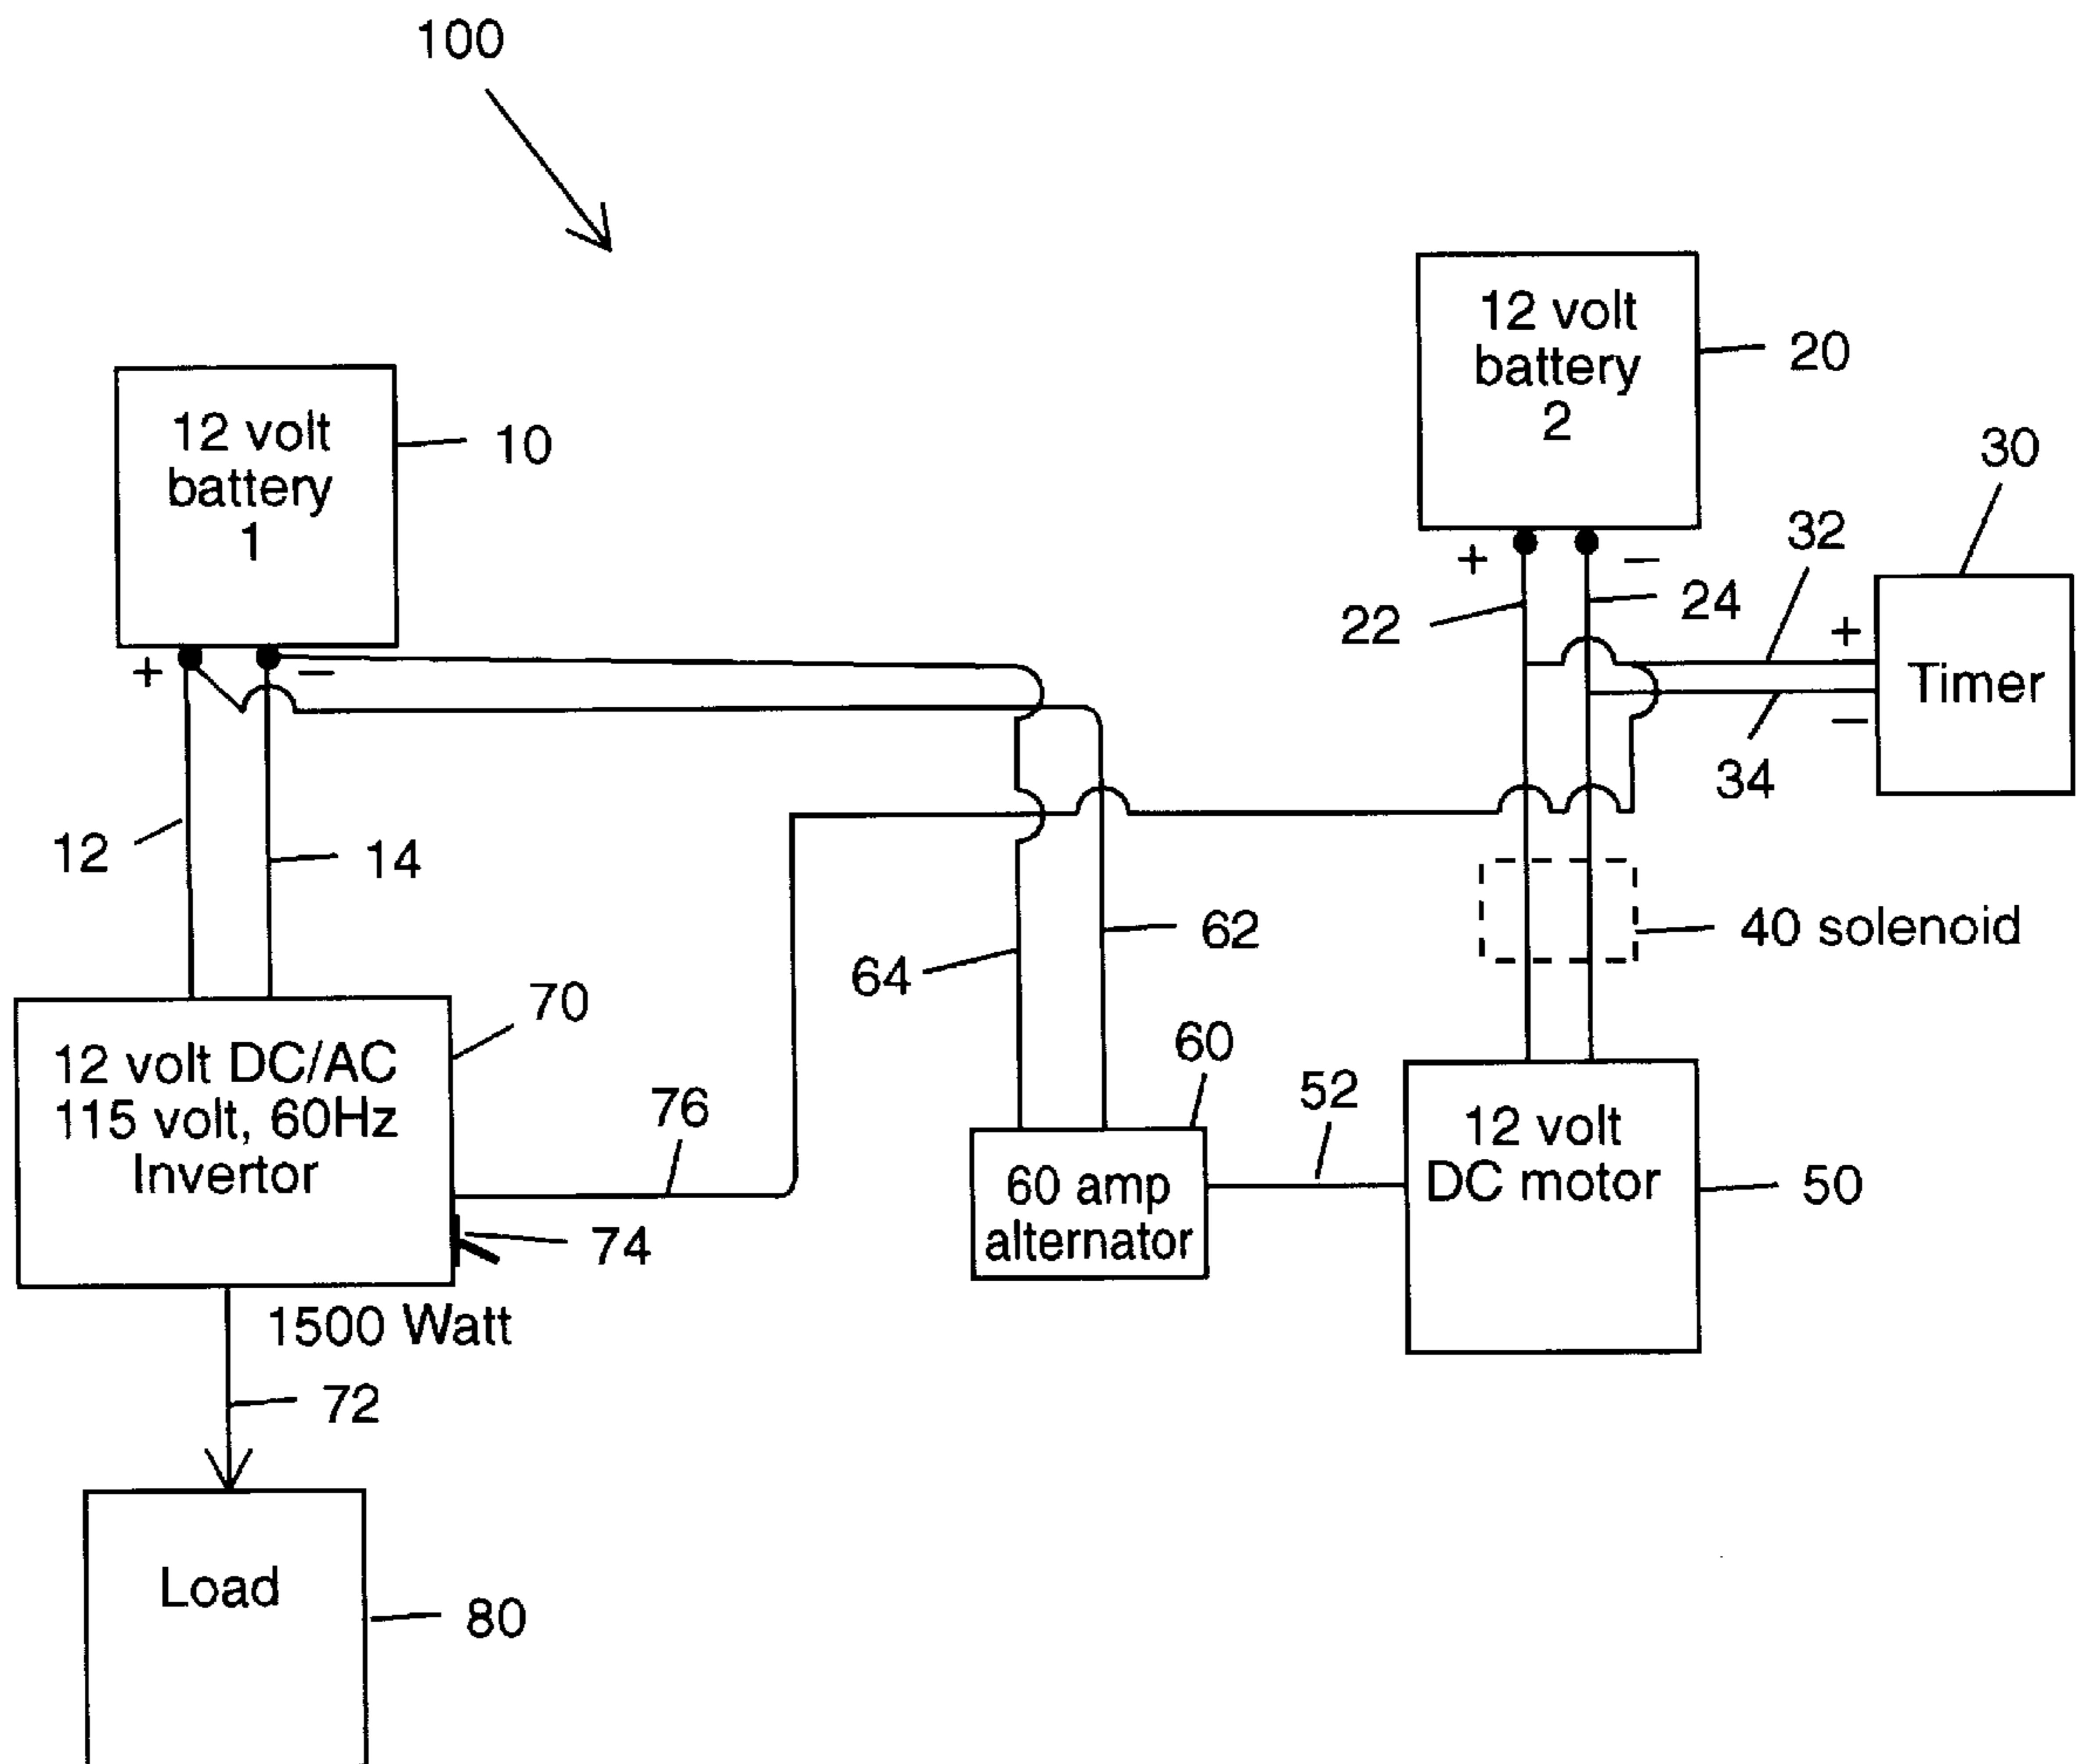 100
12 volt
battery
2
20
12 volt
battery
1
10
30
32
+
−
24
22
+
Timer
−
34
+
−
12
14
62
64
40 solenoid
70
12 volt DC/AC
115 volt, 60Hz
Invertor
76
74
60
52
60 amp
alternator
12 volt
DC motor
50
1500 Watt
72
Load
80